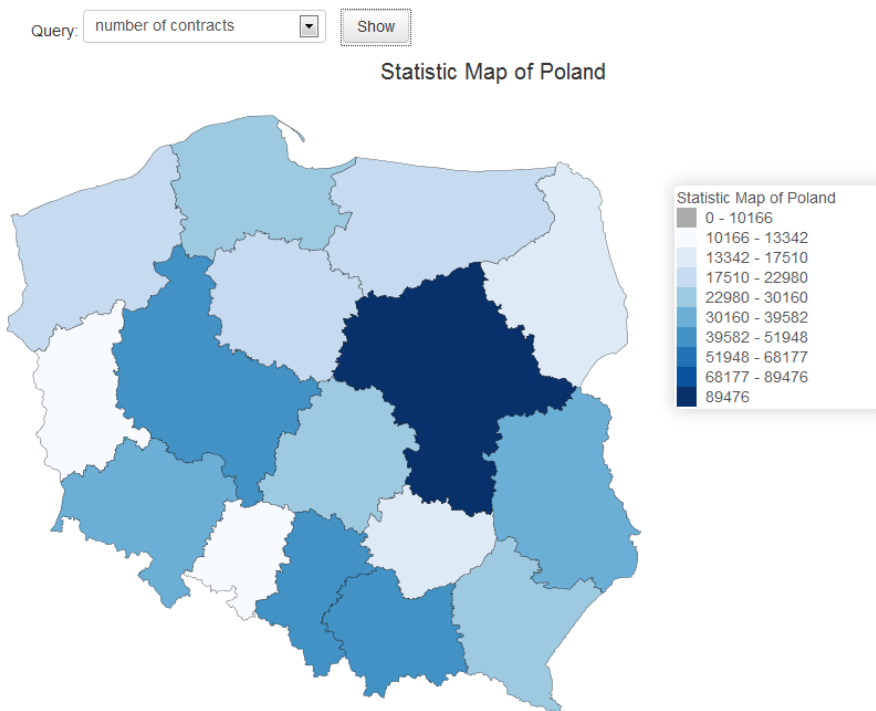 Query: number of contracts Show
Statistic Map of Poland
Statistic Map of Poland
0 - 10166
10166 - 13342
13342 - 17510
17510 - 22980
22980 - 30160
30160 - 39582
39582 - 51948
51948 - 68177
68177 - 89476
89476